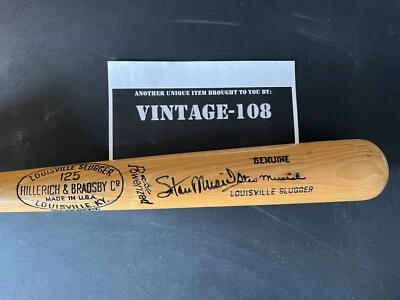 ANOTHER UNIQUE ITEM BROUGHT TO YOU BY:
VINTAGE-108
LOUISVILLE SLUGGER
125
HILLERICH & BRADSBY Co
MADE IN U.S.A.
LOUISVILLE, KY.
Powerized
GENUINE
Stan Musial Stan Musial
LOUISVILLE SLUGGER